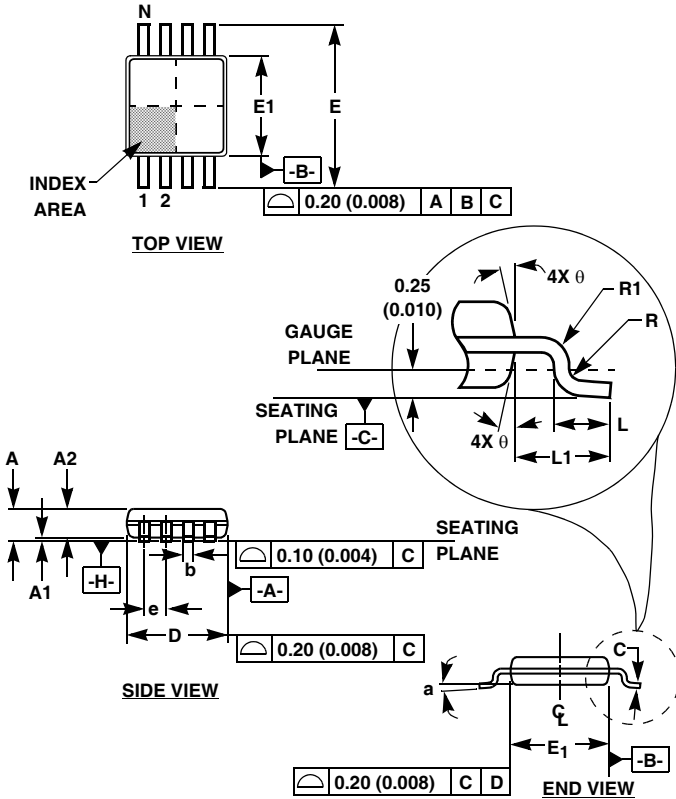 N
E1
E
-B-
INDEX
AREA
1 2
0.20 (0.008) A B C
TOP VIEW
0.25
(0.010)
4X θ
R1
R
GAUGE
PLANE
SEATING
PLANE
-C-
4X θ
L
L1
A A2
SEATING
PLANE
A1
-H-
b
0.10 (0.004) C
-A-
e
D
0.20 (0.008) C
SIDE VIEW
C
a
CL
E1
-B-
0.20 (0.008) C D
END VIEW